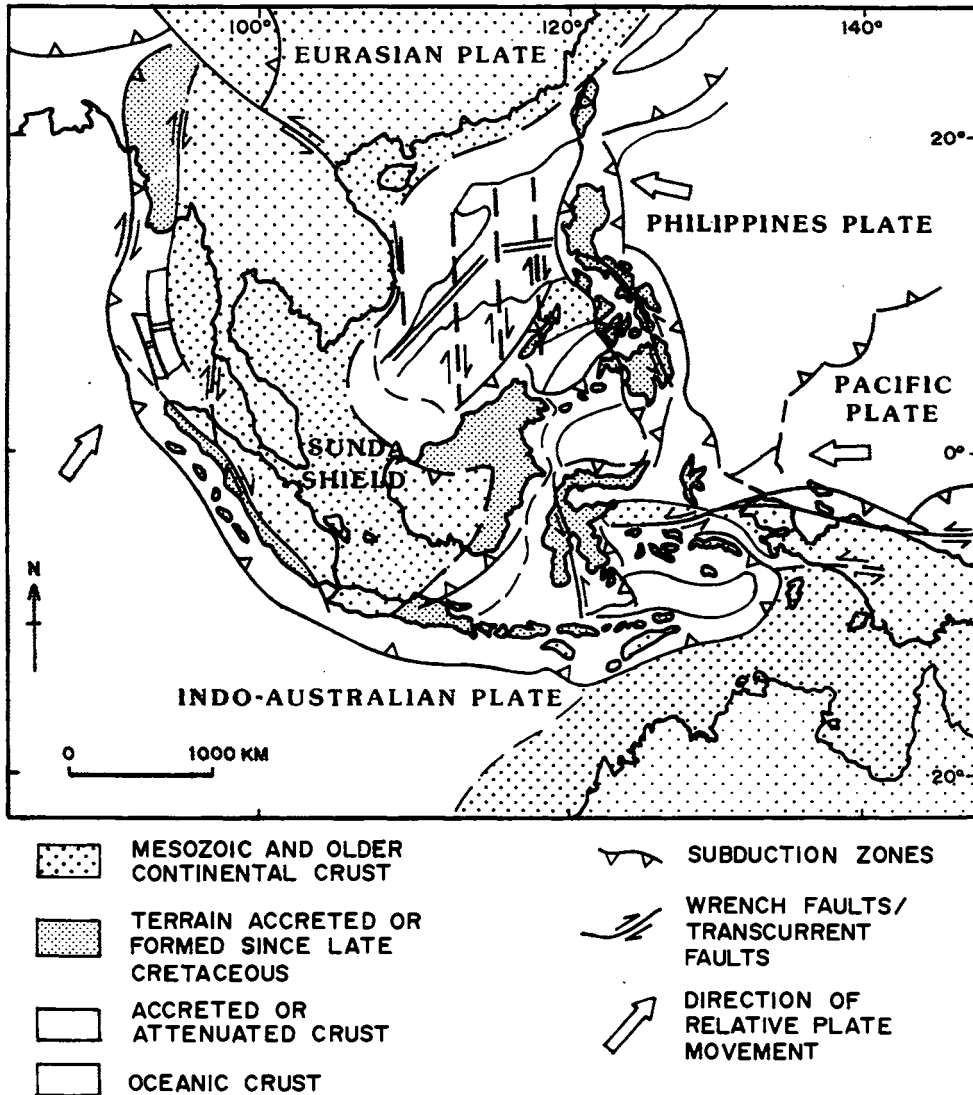 100°
120°
140°
EURASIAN PLATE
20°
PHILIPPINES PLATE
PACIFIC
PLATE
0°
SUNDA
SHIELD
N
INDO-AUSTRALIAN PLATE
0 1000 KM
20°
MESOZOIC AND OLDER
CONTINENTAL CRUST
TERRAIN ACCRETED OR
FORMED SINCE LATE
CRETACEOUS
ACCRETED OR
ATTENUATED CRUST
OCEANIC CRUST
SUBDUCTION ZONES
WRENCH FAULTS/
TRANSCURRENT
FAULTS
DIRECTION OF
RELATIVE PLATE
MOVEMENT